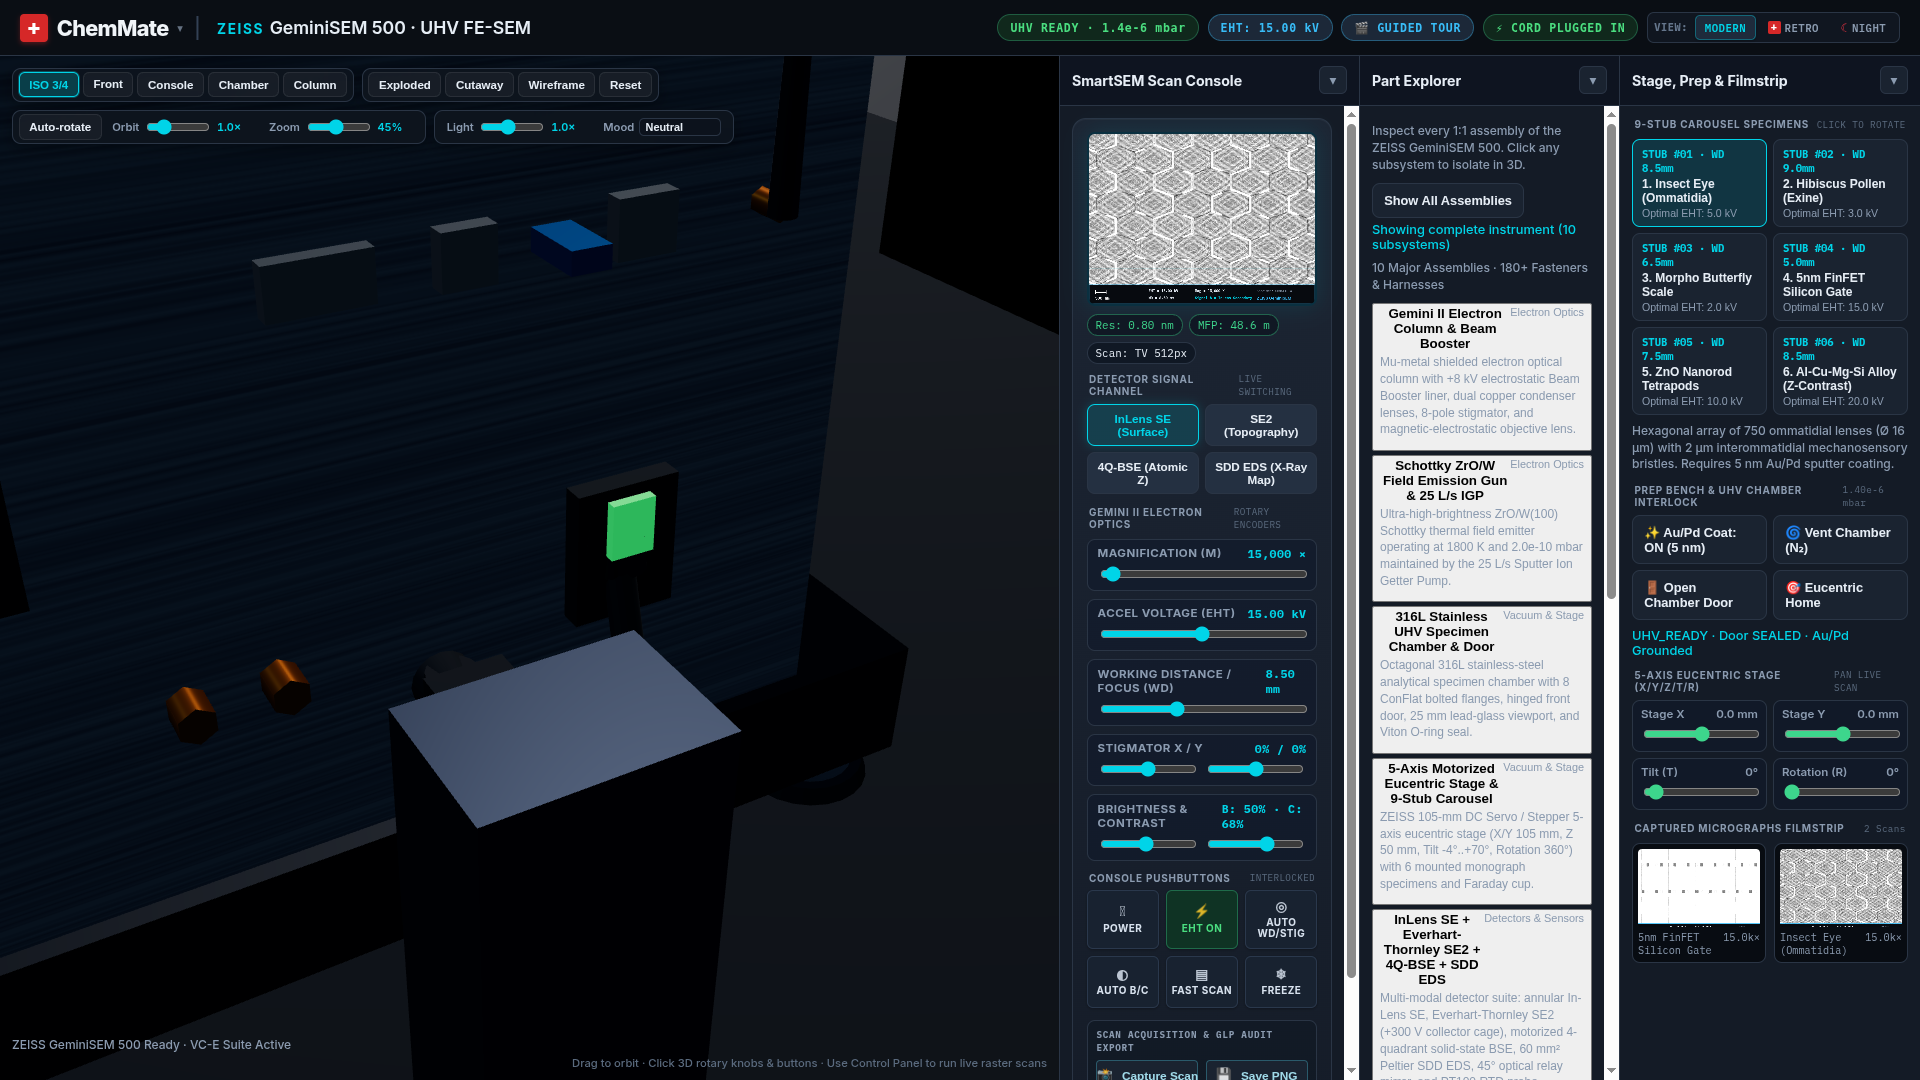 ChemMate ▾
ZEISS GeminiSEM 500 · UHV FE-SEM
UHV READY · 1.4e-6 mbar
EHT: 15.00 kV
🎬 GUIDED TOUR
⚡ CORD PLUGGED IN
VIEW: MODERN RETRO NIGHT
ISO 3/4 Front Console Chamber Column Exploded Cutaway Wireframe Reset
Auto-rotate Orbit 1.0× Zoom 45% Light 1.0× Mood Neutral
ZEISS GeminiSEM 500 Ready · VC-E Suite Active
Drag to orbit · Click 3D rotary knobs & buttons · Use Control Panel to run live raster scans
SmartSEM Scan Console
Res: 0.80 nm
MFP: 48.6 m
Scan: TV 512px
DETECTOR SIGNAL
CHANNEL
LIVE
SWITCHING
InLens SE
(Surface)
SE2
(Topography)
4Q-BSE (Atomic
Z)
SDD EDS (X-Ray
Map)
GEMINI II ELECTRON
OPTICS
ROTARY
ENCODERS
MAGNIFICATION (M) 15,000 ×
ACCEL VOLTAGE (EHT) 15.00 kV
WORKING DISTANCE /
FOCUS (WD)
8.50
mm
STIGMATOR X / Y 0% / 0%
BRIGHTNESS &
CONTRAST
B: 50% · C:
68%
CONSOLE PUSHBUTTONS INTERLOCKED
POWER
EHT ON
AUTO
WD/STIG
AUTO B/C
FAST SCAN
FREEZE
SCAN ACQUISITION & GLP AUDIT
EXPORT
Capture Scan
Save PNG
Part Explorer
Inspect every 1:1 assembly of the
ZEISS GeminiSEM 500. Click any
subsystem to isolate in 3D.
Show All Assemblies
Showing complete instrument (10
subsystems)
10 Major Assemblies · 180+ Fasteners
& Harnesses
Gemini II Electron
Column & Beam
Booster
Electron Optics
Mu-metal shielded electron optical
column with +8 kV electrostatic Beam
Booster liner, dual copper condenser
lenses, 8-pole stigmator, and
magnetic-electrostatic objective lens.
Schottky ZrO/W
Field Emission Gun
& 25 L/s IGP
Electron Optics
Ultra-high-brightness ZrO/W(100)
Schottky thermal field emitter
operating at 1800 K and 2.0e-10 mbar
maintained by the 25 L/s Sputter Ion
Getter Pump.
316L Stainless
UHV Specimen
Chamber & Door
Vacuum & Stage
Octagonal 316L stainless-steel
analytical specimen chamber with 8
ConFlat bolted flanges, hinged front
door, 25 mm lead-glass viewport, and
Viton O-ring seal.
5-Axis Motorized
Eucentric Stage &
9-Stub Carousel
Vacuum & Stage
ZEISS 105-mm DC Servo / Stepper 5-
axis eucentric stage (X/Y 105 mm, Z
50 mm, Tilt -4°..+70°, Rotation 360°)
with 6 mounted monograph
specimens and Faraday cup.
InLens SE +
Everhart-
Thornley SE2 +
4Q-BSE + SDD
EDS
Detectors & Sensors
Multi-modal detector suite: annular In-
Lens SE, Everhart-Thornley SE2
(+300 V collector cage), motorized 4-
quadrant solid-state BSE, 60 mm²
Peltier SDD EDS, 45° optical relay
Stage, Prep & Filmstrip
9-STUB CAROUSEL SPECIMENS CLICK TO ROTATE
STUB #01 · WD
8.5mm
1. Insect Eye
(Ommatidia)
Optimal EHT: 5.0 kV
STUB #02 · WD
9.0mm
2. Hibiscus Pollen
(Exine)
Optimal EHT: 3.0 kV
STUB #03 · WD
6.5mm
3. Morpho Butterfly
Scale
Optimal EHT: 2.0 kV
STUB #04 · WD
5.0mm
4. 5nm FinFET
Silicon Gate
Optimal EHT: 15.0 kV
STUB #05 · WD
7.5mm
5. ZnO Nanorod
Tetrapods
Optimal EHT: 10.0 kV
STUB #06 · WD
8.5mm
6. Al-Cu-Mg-Si Alloy
(Z-Contrast)
Optimal EHT: 20.0 kV
Hexagonal array of 750 ommatidial lenses (Ø 16
µm) with 2 µm interommatidial mechanosensory
bristles. Requires 5 nm Au/Pd sputter coating.
PREP BENCH & UHV CHAMBER
INTERLOCK
1.40e-6
mbar
✨ Au/Pd Coat:
ON (5 nm)
🌀 Vent Chamber
(N₂)
🚪 Open
Chamber Door
🎯 Eucentric
Home
UHV_READY · Door SEALED · Au/Pd
Grounded
5-AXIS EUCENTRIC STAGE
(X/Y/Z/T/R)
PAN LIVE
SCAN
Stage X 0.0 mm
Stage Y 0.0 mm
Tilt (T) 0°
Rotation (R) 0°
CAPTURED MICROGRAPHS FILMSTRIP 2 Scans
5nm FinFET
Silicon Gate
15.0k×
Insect Eye
(Ommatidia)
15.0k×